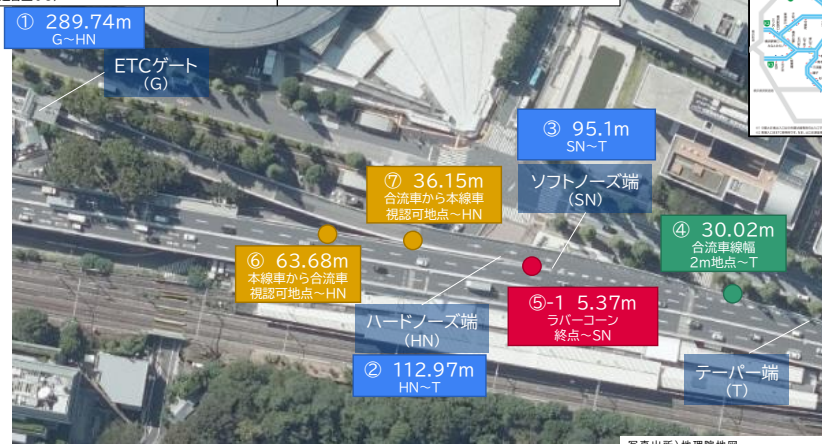 ① 289.74m
G~HN
ETCゲート
(G)
③ 95.1m
SN~T
⑦ 36.15m
合流車から本線車
視認可地点~HN
ソフトノーズ端
(SN)
④ 30.02m
合流車線幅
2m地点~T
⑥ 63.68m
本線車から合流車
視認可地点~HN
⑤-1 5.37m
ラバーコーン
終点~SN
ハードノーズ端
(HN)
② 112.97m
HN~T
テーパー端
(T)